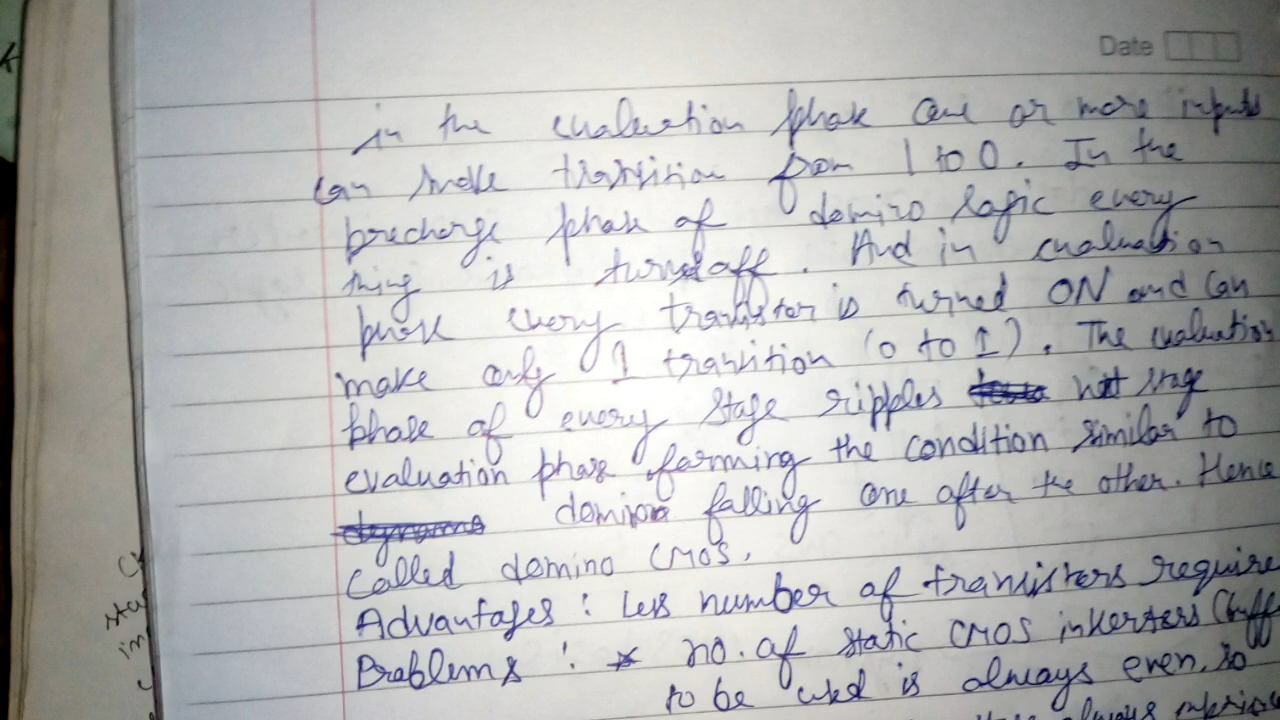 Date
in the evaluation phase one or more inputs
can make transition from 1 to 0. In the
precharge phase of domino logic every
thing is turned off. And in evaluation
phase every transistor is turned ON and can
make only 1 transition (0 to 1). The evaluation
phase of every stage ripples next stage
evaluation phase farming the condition similar to
domino falling one after the other. Hence
called domino CMOS.
Advantages : Less number of transisters require
Problems : * no. of static CMOS inverters (buff
to be used is always even, so
always